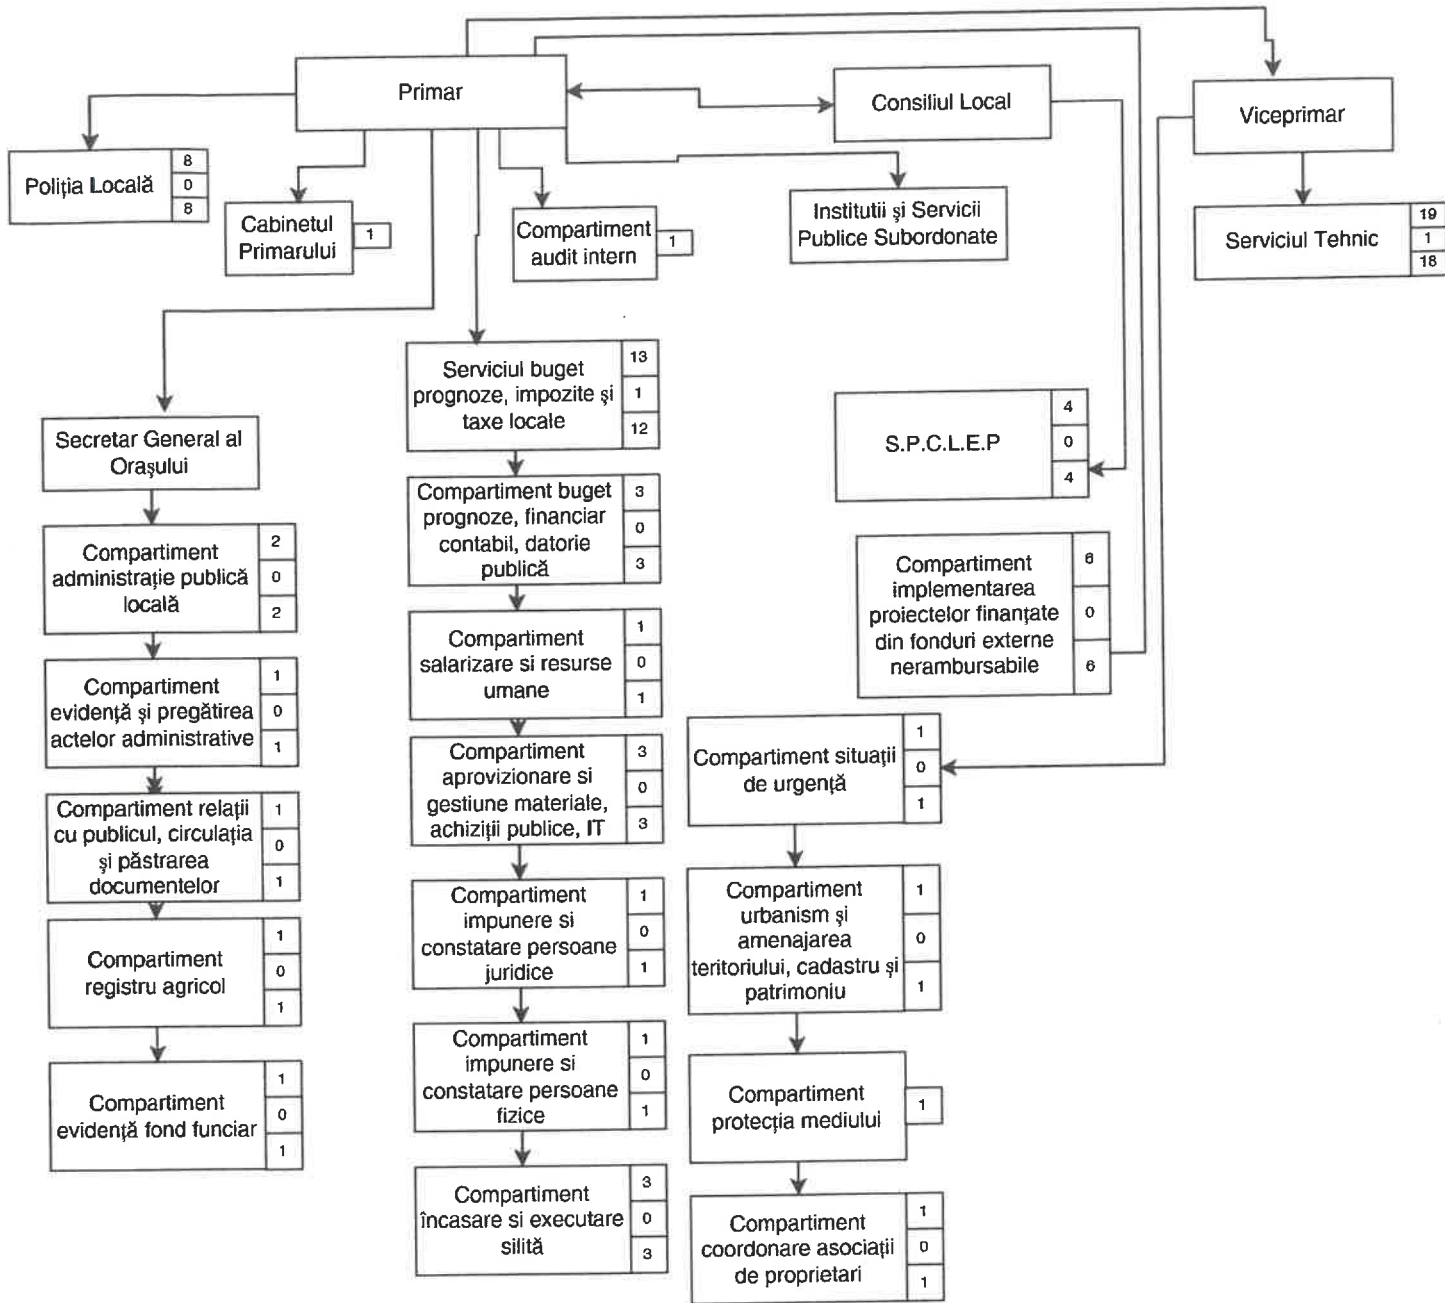 Primar
Consiliul Local
Viceprimar
Poliția Locală
8
0
8
Cabinetul
Primarului
1
Compartiment
audit intern
1
Institutii și Servicii
Publice Subordonate
Serviciul Tehnic
19
1
18
Secretar General al
Orașului
Compartiment
administrație publică
locală
2
0
2
Compartiment
evidență și pregătirea
actelor administrative
1
0
1
Compartiment relații
cu publicul, circulația
și păstrarea
documentelor
1
0
1
Compartiment
registru agricol
1
0
1
Compartiment
evidență fond funciar
1
0
1
Serviciul buget
prognoze, impozite și
taxe locale
13
1
12
Compartiment buget
prognoze, financiar
contabil, datorie
publică
3
0
3
Compartiment
salarizare si resurse
umane
1
0
1
Compartiment
aprovizionare si
gestiune materiale,
achiziții publice, IT
3
0
3
Compartiment
impunere si
constatare persoane
juridice
1
0
1
Compartiment
impunere si
constatare persoane
fizice
1
0
1
Compartiment
încasare si executare
silită
3
0
3
S.P.C.L.E.P
4
0
4
Compartiment
implementarea
proiectelor finanțate
din fonduri externe
nerambursabile
6
0
6
Compartiment situații
de urgență
1
0
1
Compartiment
urbanism și
amenajarea
teritoriului, cadastru și
patrimoniu
1
0
1
Compartiment
protecția mediului
1
Compartiment
coordonare asociații
de proprietari
1
0
1